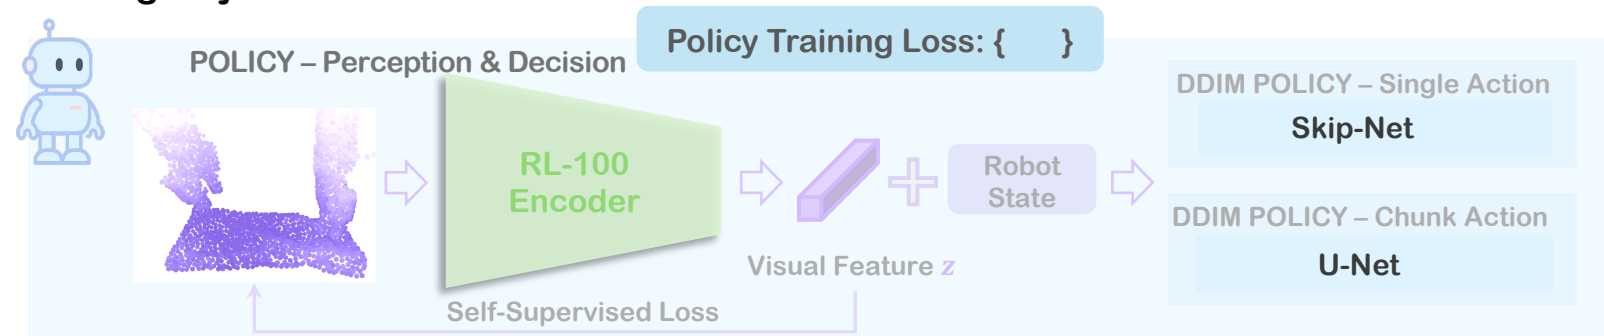 Policy Training Loss: { }
POLICY – Perception & Decision
RL-100
Encoder
Visual Feature z
Self-Supervised Loss
Robot
State
DDIM POLICY – Single Action
Skip-Net
DDIM POLICY – Chunk Action
U-Net